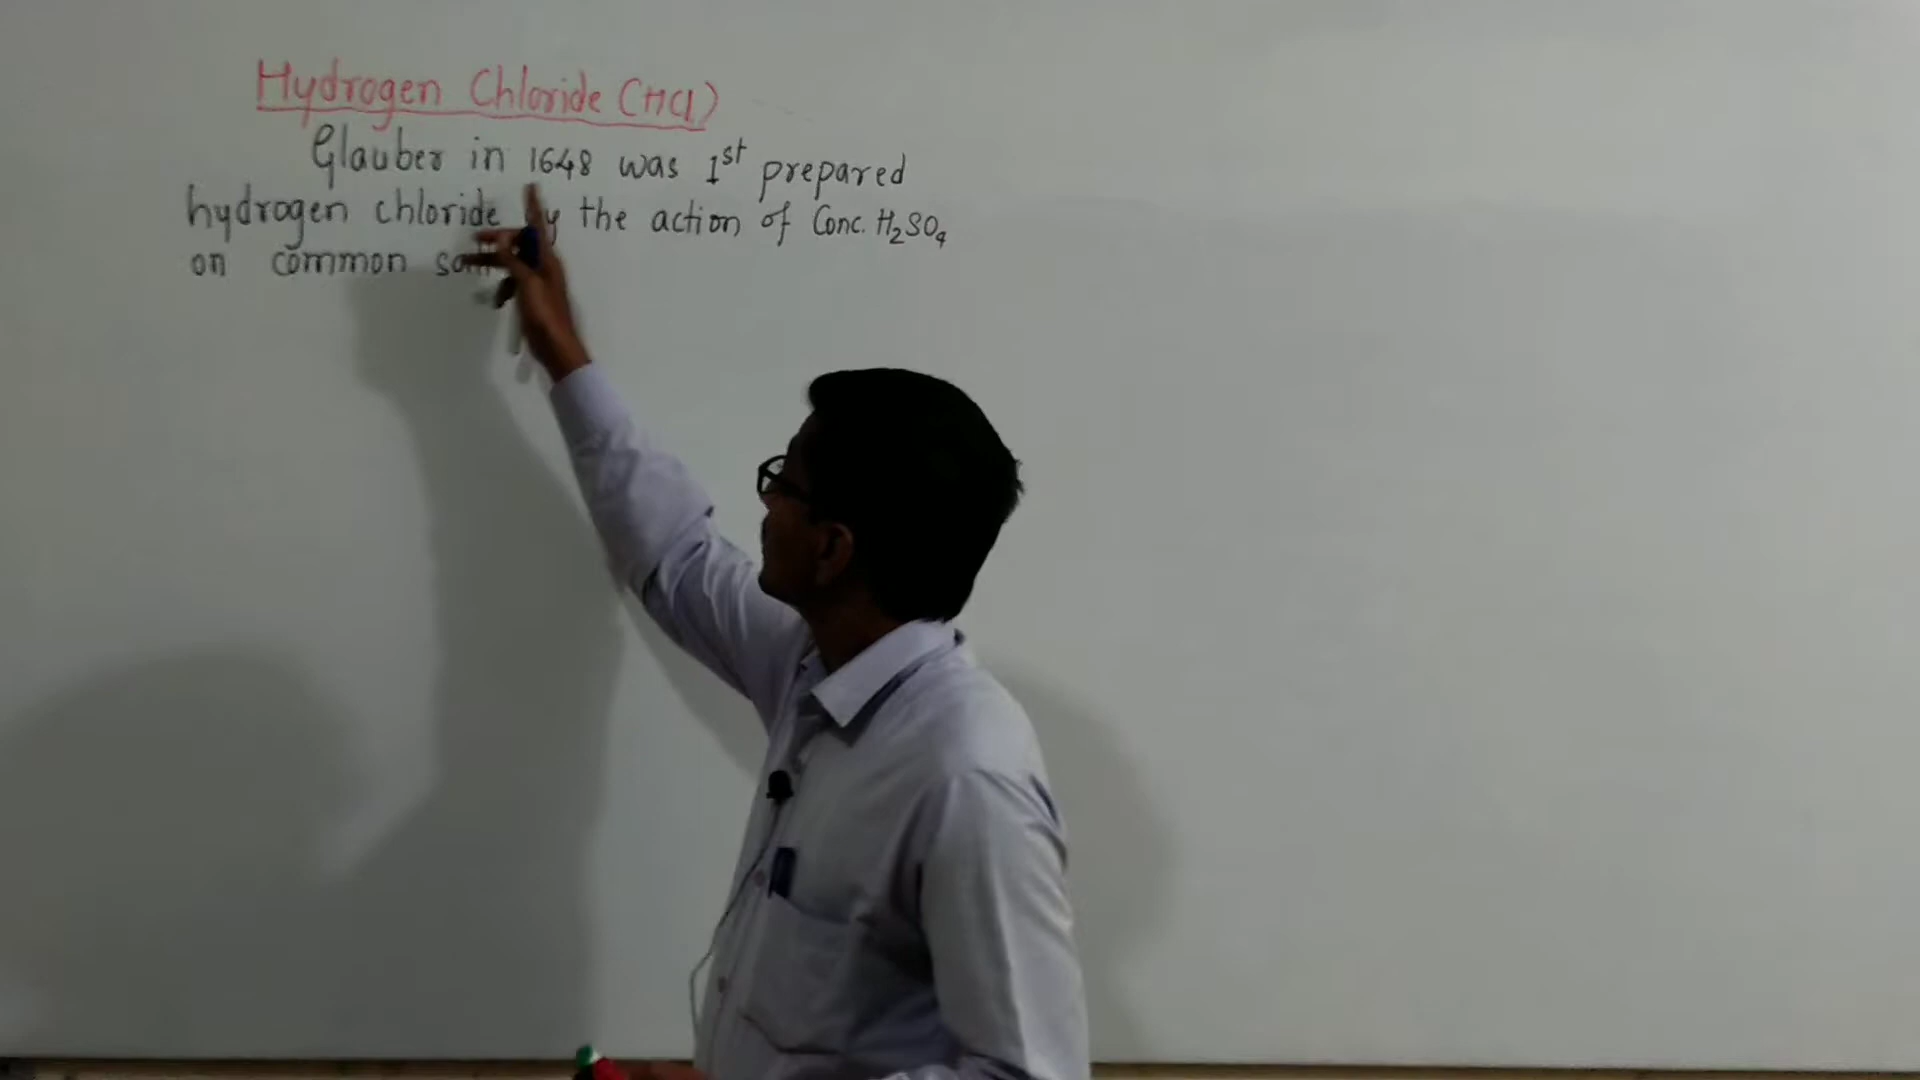 Hydrogen Chloride (HCl)
Glauber in 1648 was 1st prepared
hydrogen chloride by the action of Conc. H2SO4
on common salt